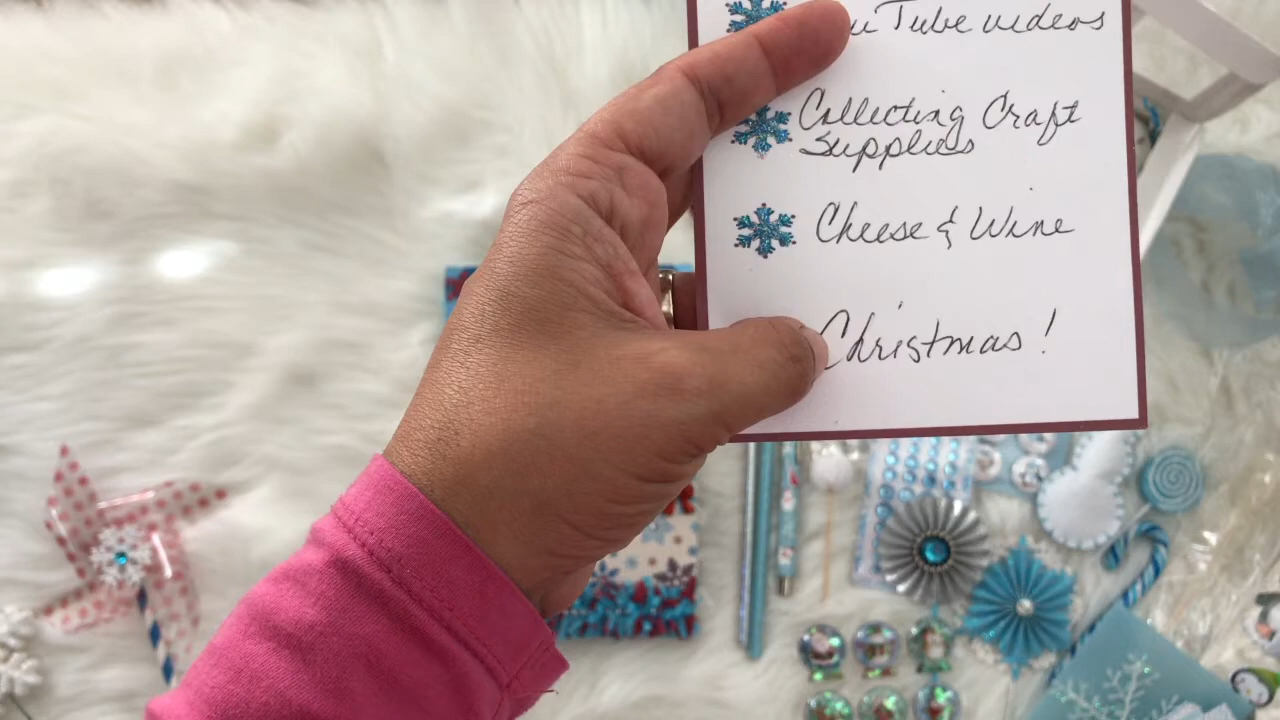 Tube videos
Collecting Craft
Supplies
Cheese & Wine
Christmas!